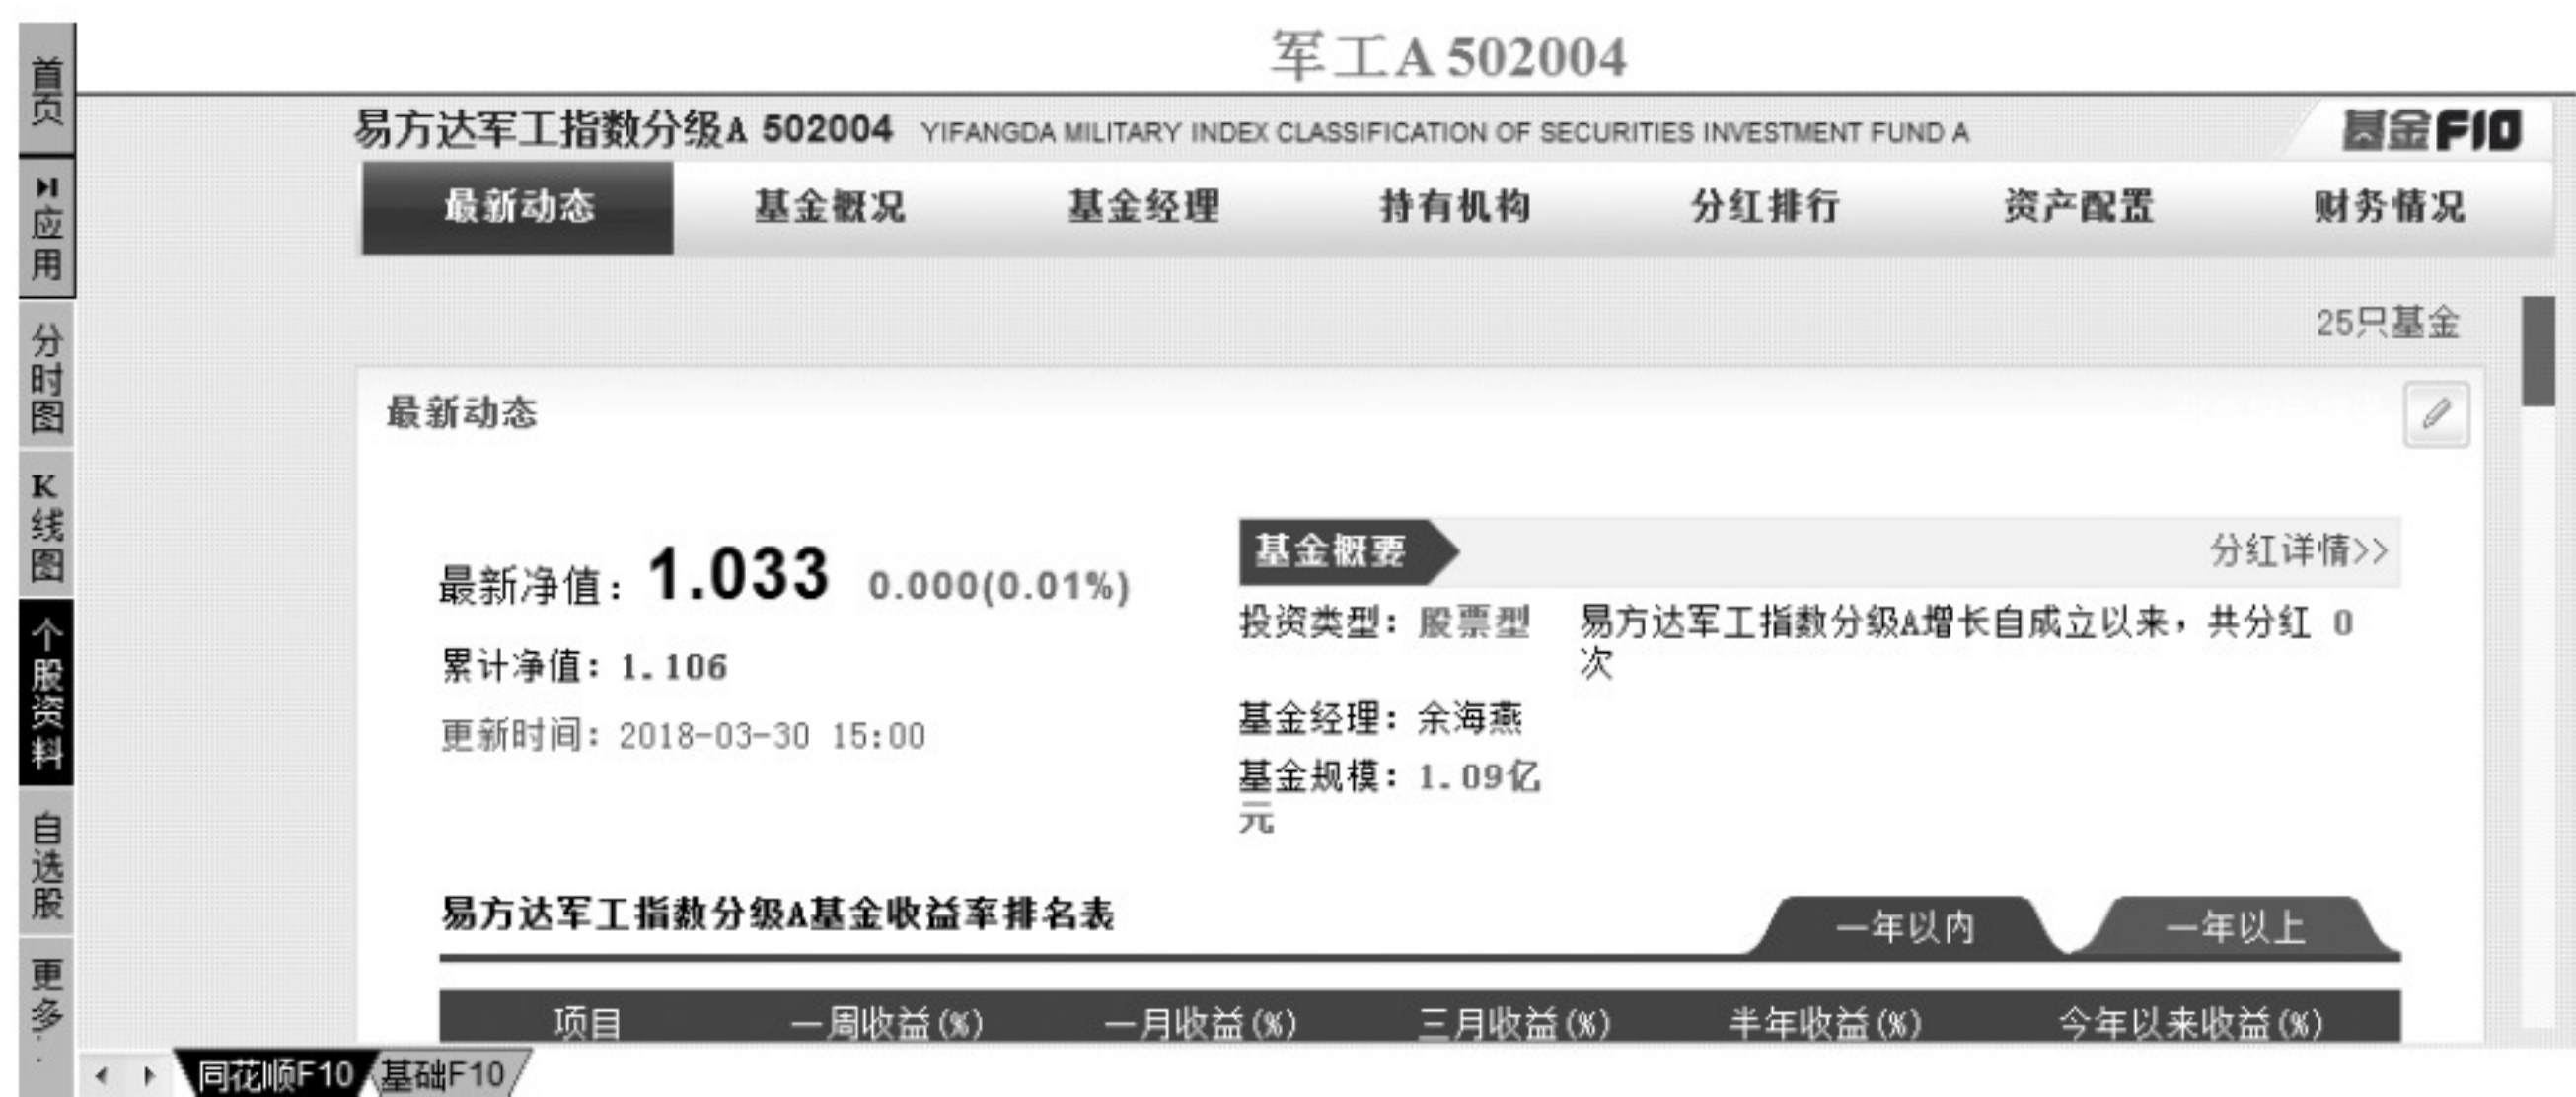 军工A 502004
首页
应用
分时图
K线图
个股资料
自选股
更多..
易方达军工指数分级A 502004 YIFANGDA MILITARY INDEX CLASSIFICATION OF SECURITIES INVESTMENT FUND A
基金F10
最新动态 基金概况 基金经理 持有机构 分红排行 资产配置 财务情况
25只基金
最新动态
最新净值：1.033 0.000(0.01%)
累计净值：1.106
更新时间：2018-03-30 15:00
基金概要 分红详情>>
投资类型：股票型
易方达军工指数分级A增长自成立以来，共分红 0
次
基金经理：余海燕
基金规模：1.09亿
元
易方达军工指数分级A基金收益率排名表
一年以内 一年以上
项目 一周收益(%) 一月收益(%) 三月收益(%) 半年收益(%) 今年以来收益(%)
同花顺F10 基础F10